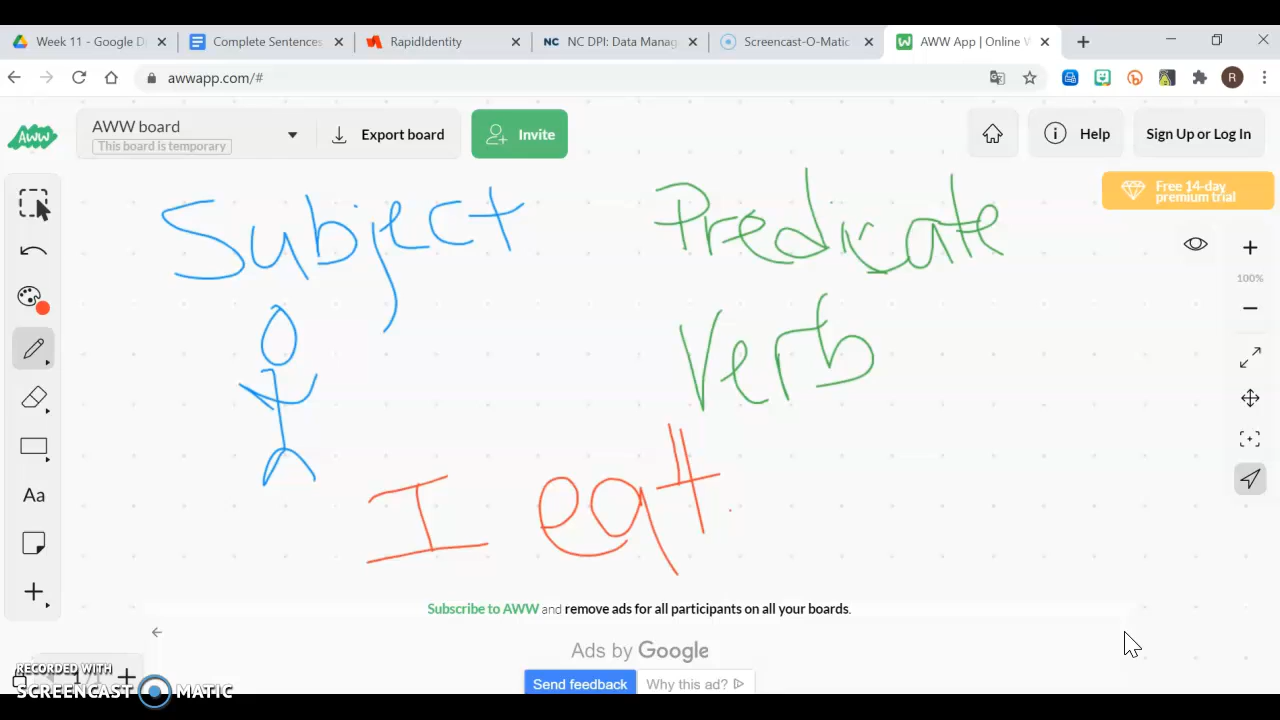 Week 11 - Google D
Complete Sentences
RapidIdentity
NC DPI: Data Manag
Screencast-O-Matic
AWW App | Online W
awwapp.com/#
R
AWW
AWW board
This board is temporary
Export board
Invite
Help
Sign Up or Log In
Free 14-day
premium trial
Subject
Predicate
100%
Verb
Aa
I eat.
Subscribe to AWW and remove ads for all participants on all your boards.
Ads by Google
Send feedback
Why this ad?
RECORDED WITH
1/1
SCREENCAST MATIC